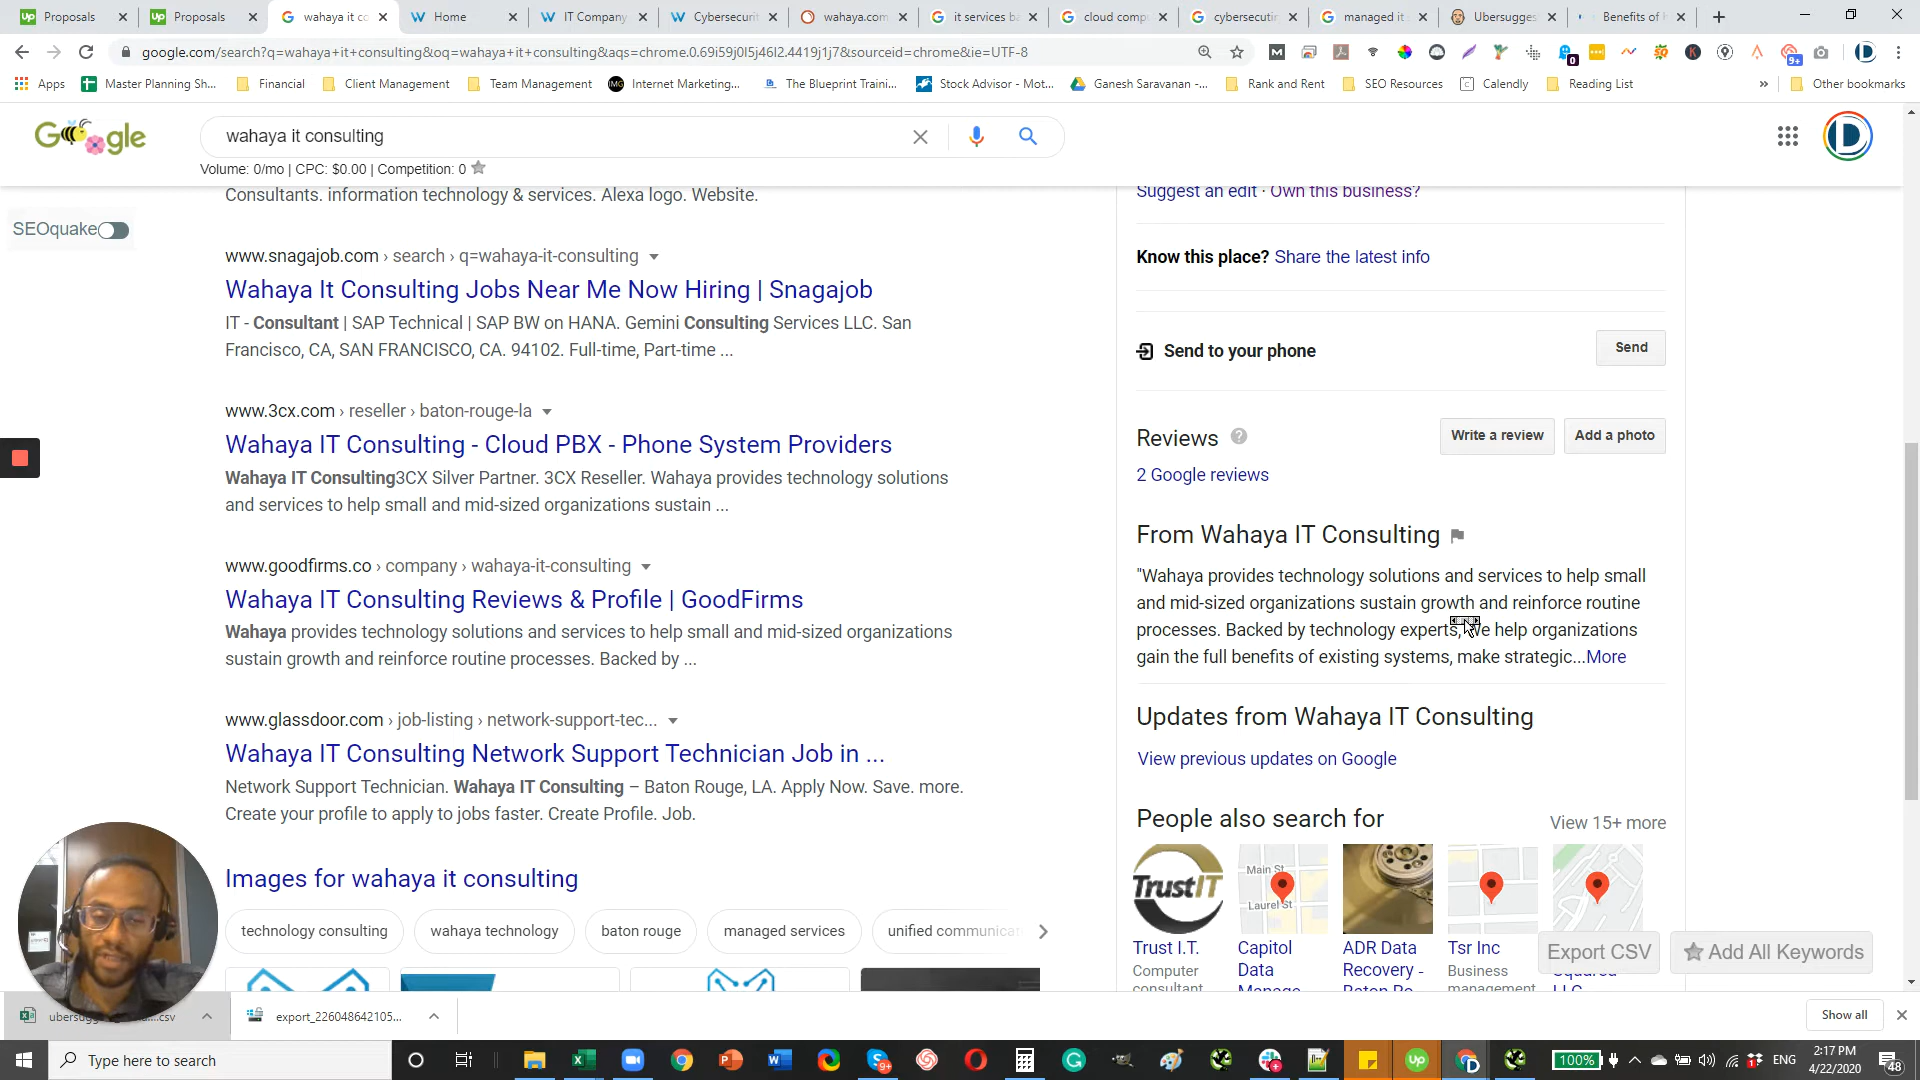 Proposals
Proposals
wahaya it co
Home
IT Company
Cybersecurit
wahaya.com
it services ba
cloud comp
cybersecuti
managed it
Ubersugges
Benefits of h
google.com/search?q=wahaya+it+consulting&oq=wahaya+it+consulting&aqs=chrome.0.69i59j0l5j46l2.4419j1j7&sourceid=chrome&ie=UTF-8
Apps
Master Planning Sh...
Financial
Client Management
Team Management
Internet Marketing...
The Blueprint Traini...
Stock Advisor - Mot...
Ganesh Saravanan -...
Rank and Rent
SEO Resources
Calendly
Reading List
Other bookmarks
Google
wahaya it consulting
Volume: 0/mo | CPC: $0.00 | Competition: 0
SEOquake
Consultants. information technology & services. Alexa logo. Website.
www.snagajob.com › search › q=wahaya-it-consulting
Wahaya It Consulting Jobs Near Me Now Hiring | Snagajob
IT - Consultant | SAP Technical | SAP BW on HANA. Gemini Consulting Services LLC. San
Francisco, CA, SAN FRANCISCO, CA. 94102. Full-time, Part-time ...
www.3cx.com › reseller › baton-rouge-la
Wahaya IT Consulting - Cloud PBX - Phone System Providers
Wahaya IT Consulting3CX Silver Partner. 3CX Reseller. Wahaya provides technology solutions
and services to help small and mid-sized organizations sustain ...
www.goodfirms.co › company › wahaya-it-consulting
Wahaya IT Consulting Reviews & Profile | GoodFirms
Wahaya provides technology solutions and services to help small and mid-sized organizations
sustain growth and reinforce routine processes. Backed by ...
www.glassdoor.com › job-listing › network-support-tec...
Wahaya IT Consulting Network Support Technician Job in ...
Network Support Technician. Wahaya IT Consulting – Baton Rouge, LA. Apply Now. Save. more.
Create your profile to apply to jobs faster. Create Profile. Job.
Images for wahaya it consulting
technology consulting
wahaya technology
baton rouge
managed services
unified communicat
Suggest an edit · Own this business?
Know this place? Share the latest info
Send to your phone
Send
Reviews
Write a review
Add a photo
2 Google reviews
From Wahaya IT Consulting
"Wahaya provides technology solutions and services to help small
and mid-sized organizations sustain growth and reinforce routine
processes. Backed by technology experts, we help organizations
gain the full benefits of existing systems, make strategic...More
Updates from Wahaya IT Consulting
View previous updates on Google
People also search for
View 15+ more
TrustIT
Main St
Laurel St
Trust I.T.
Computer
consultant
Capitol
Data
Manage
ADR Data
Recovery -
Baton Ro
Tsr Inc
Business
management
Squared
LLC
Export CSV
Add All Keywords
export_226048642105...
Show all
Type here to search
100%
ENG
2:17 PM
4/22/2020
48